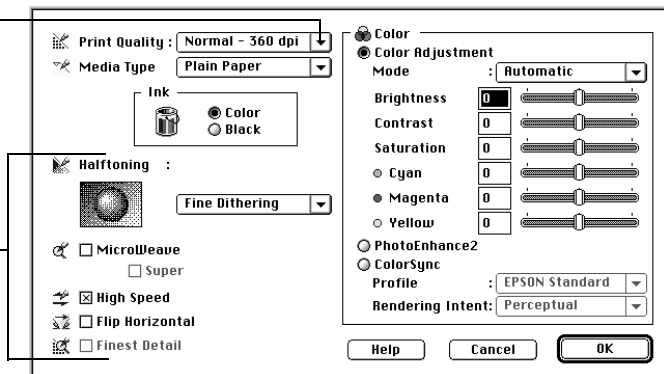 Print Quality : Normal - 360 dpi
Media Type Plain Paper
Ink
Color
Black
Halftoning :
Fine Dithering
MicroWeave
Super
High Speed
Flip Horizontal
Finest Detail
Color
Color Adjustment
Mode : Automatic
Brightness 0
Contrast 0
Saturation 0
Cyan 0
Magenta 0
Yellow 0
PhotoEnhance2
ColorSync
Profile : EPSON Standard
Rendering Intent: Perceptual
Help Cancel OK